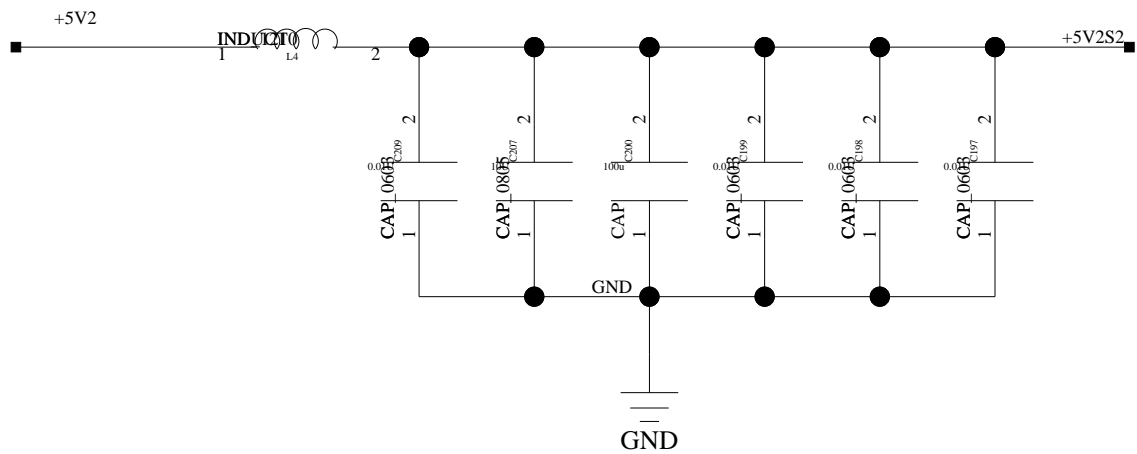 +5V2
+5V2S2
1
L4
2
2
2
2
2
2
2
C209
C207
C200
C199
C198
C197
100u
CAP_0603
CAP_0805
CAP
CAP_0603
CAP_0603
CAP_0603
1
1
1
1
1
1
GND
GND